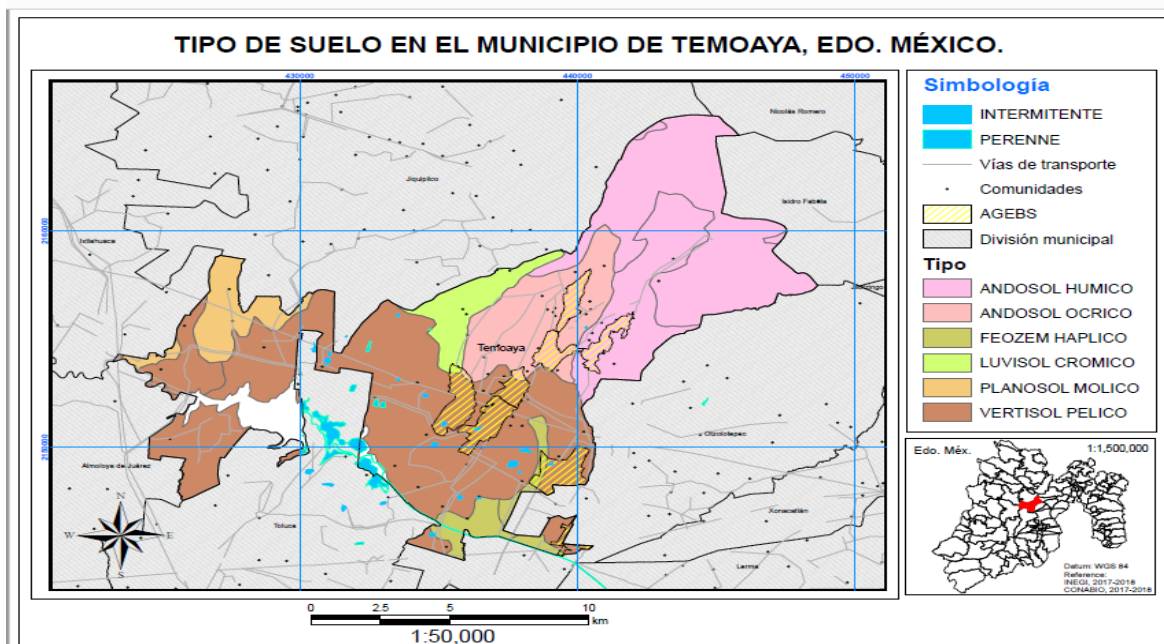 TIPO DE SUELO EN EL MUNICIPIO DE TEMOAYA, EDO. MÉXICO.
430000
440000
450000
2160000
2150000
Nicolás Romero
Jiquipilco
Isidro Fabela
Ixtlahuaca
Temoaya
Otzolotepec
Almoloya de Juárez
Toluca
Xonacatlán
Lerma
N
W
E
S
0
2.5
5
10
km
1:50,000
Simbología
INTERMITENTE
PERENNE
Vías de transporte
Comunidades
AGEBS
División municipal
Tipo
ANDOSOL HUMICO
ANDOSOL OCRICO
FEOZEM HAPLICO
LUVISOL CROMICO
PLANOSOL MOLICO
VERTISOL PELICO
Edo. Méx.
1:1,500,000
Datum: WGS 84
Reference:
INEGI, 2017-2018
CONABIO, 2017-2018